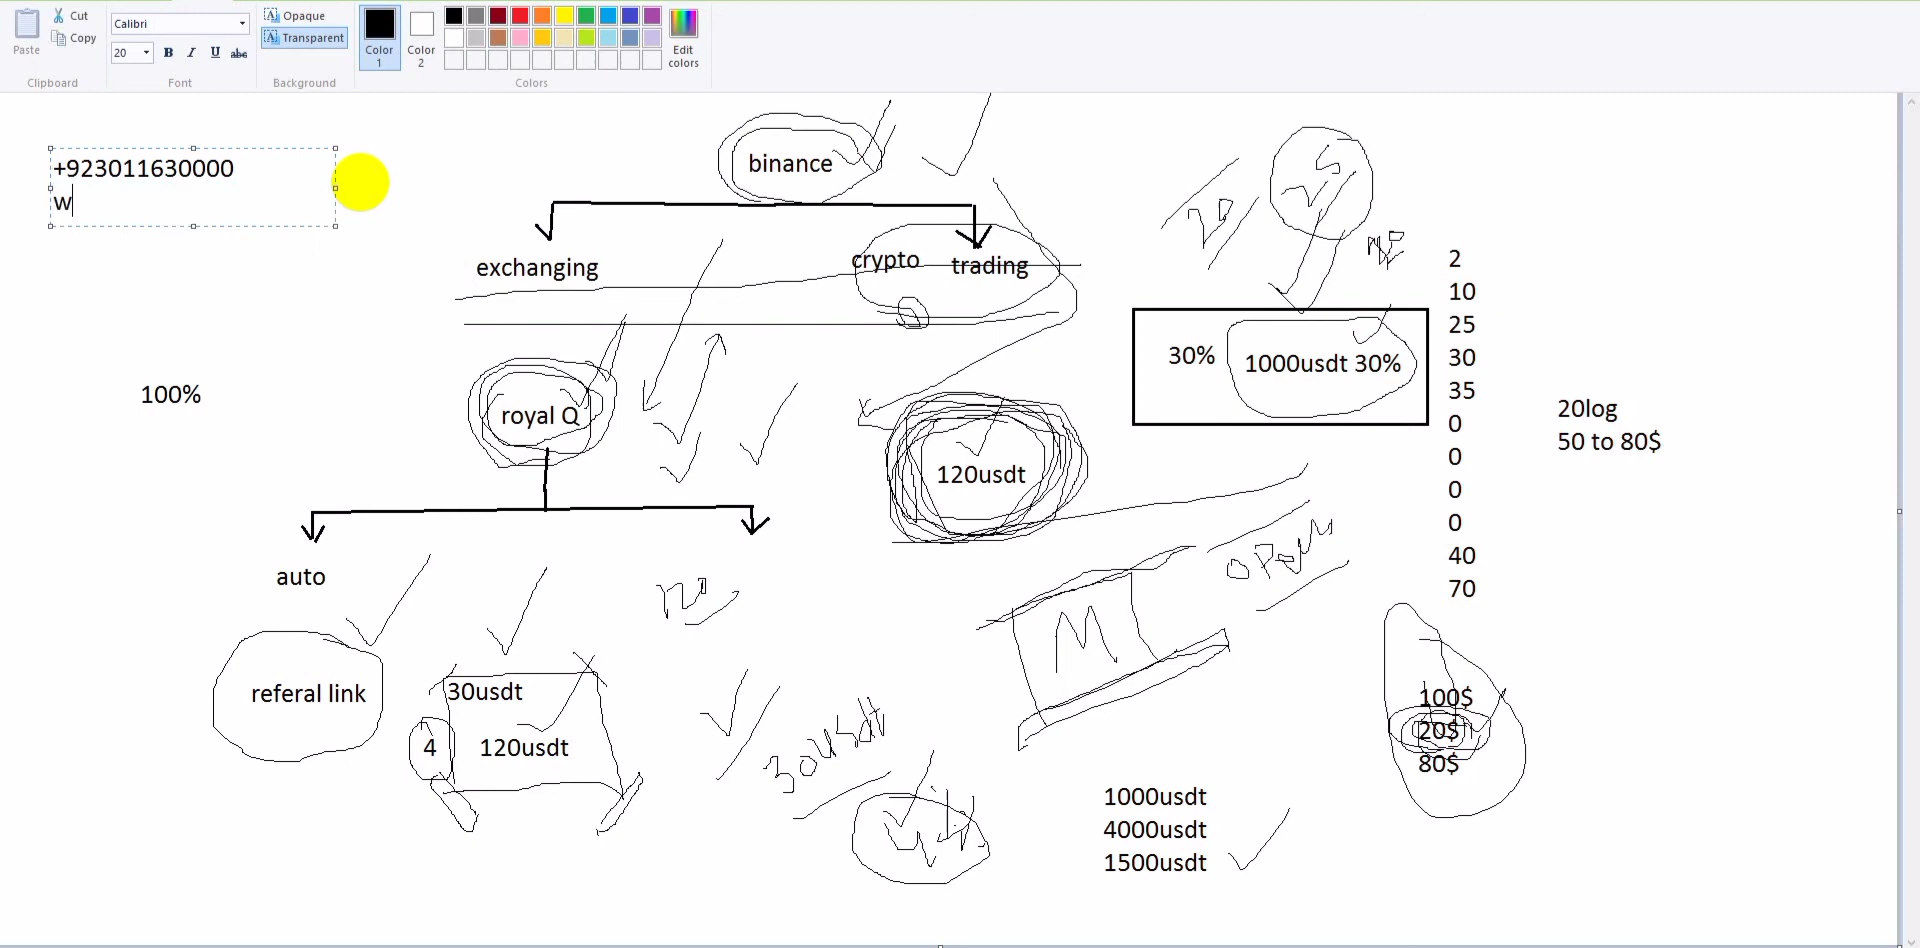 Paste
Cut
Copy
Clipboard
Calibri
20
B I U abc
Font
Opaque
Transparent
Background
Color 1
Color 2
Edit colors
Colors
+923011630000
w
binance
exchanging
crypto trading
100%
royal Q
120usdt
30% 1000usdt 30%
2
10
25
30
35
0
0
0
0
40
70
20log
50 to 80$
auto
referal link
30usdt
4 120usdt
M
30usdt
100$
20$
80$
1000usdt
4000usdt
1500usdt